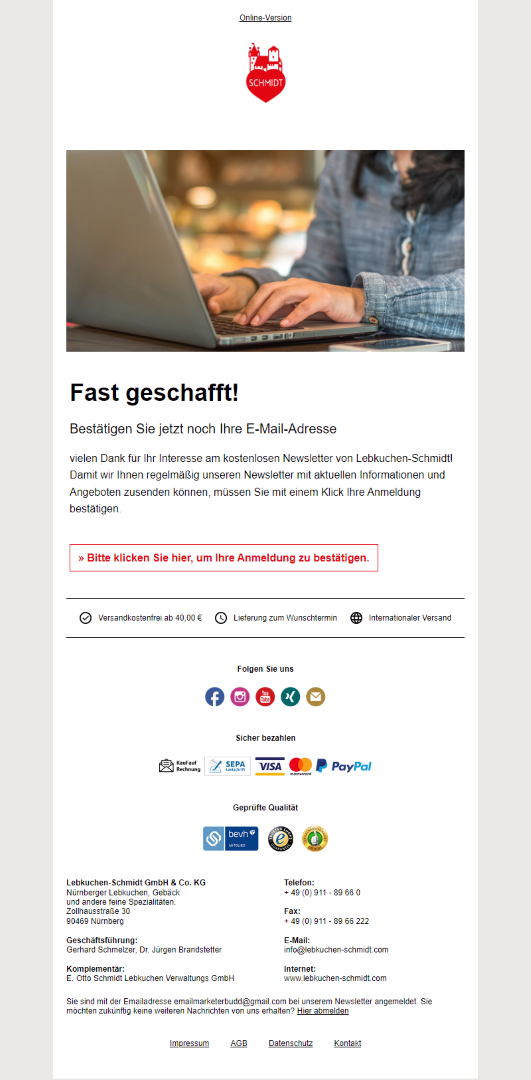 Online-Version
SCHMIDT
Fast geschafft!
Bestätigen Sie jetzt noch Ihre E-Mail-Adresse
vielen Dank für Ihr Interesse am kostenlosen Newsletter von Lebkuchen-Schmidt!
Damit wir Ihnen regelmäßig unseren Newsletter mit aktuellen Informationen und
Angeboten zusenden können, müssen Sie mit einem Klick Ihre Anmeldung
bestätigen.
» Bitte klicken Sie hier, um Ihre Anmeldung zu bestätigen.
Versandkostenfrei ab 40,00 € Lieferung zum Wunschtermin Internationaler Versand
Folgen Sie uns
You Tube
Sicher bezahlen
Kauf auf Rechnung SEPA Lastschrift VISA mastercard PayPal
Geprüfte Qualität
bevh MITGLIED
Lebkuchen-Schmidt GmbH & Co. KG
Nürnberger Lebkuchen, Gebäck
und andere feine Spezialitäten.
Zollhausstraße 30
90469 Nürnberg
Geschäftsführung:
Gerhard Schmelzer, Dr. Jürgen Brandstetter
Komplementär:
E. Otto Schmidt Lebkuchen Verwaltungs GmbH
Telefon:
+ 49 (0) 911 - 89 66 0
Fax:
+ 49 (0) 911 - 89 66 222
E-Mail:
info@lebkuchen-schmidt.com
Internet:
www.lebkuchen-schmidt.com
Sie sind mit der Emailadresse emailmarketerbudd@gmail.com bei unserem Newsletter angemeldet. Sie
möchten zukünftig keine weiteren Nachrichten von uns erhalten? Hier abmelden
Impressum AGB Datenschutz Kontakt